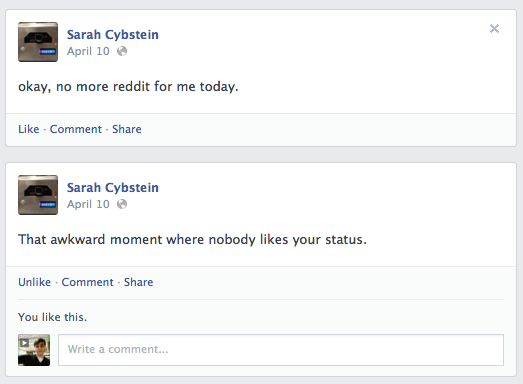 Sarah Cybstein
April 10
okay, no more reddit for me today.
Like · Comment · Share
Sarah Cybstein
April 10
That awkward moment where nobody likes your status.
Unlike · Comment · Share
You like this.
Write a comment...